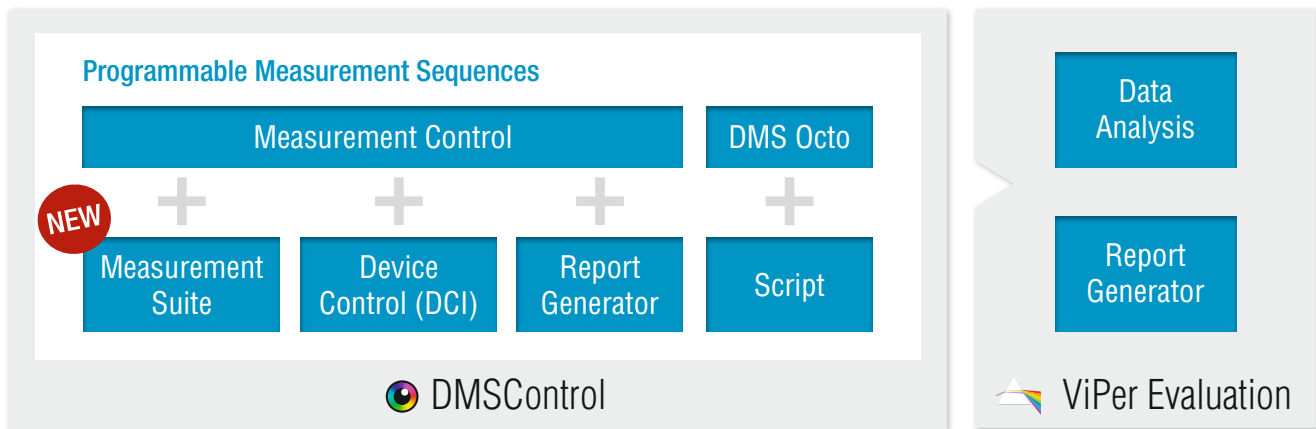 Programmable Measurement Sequences
Measurement Control
DMS Octo
NEW
Measurement
Suite
Device
Control (DCI)
Report
Generator
Script
DMSControl
Data
Analysis
Report
Generator
ViPer Evaluation